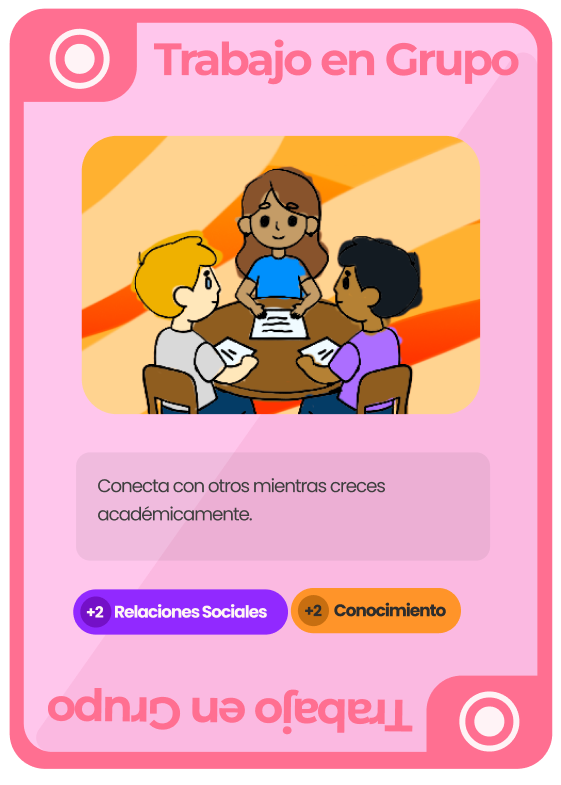 Trabajo en Grupo
Conecta con otros mientras creces
académicamente.
+2 Relaciones Sociales
+2 Conocimiento
Trabajo en Grupo